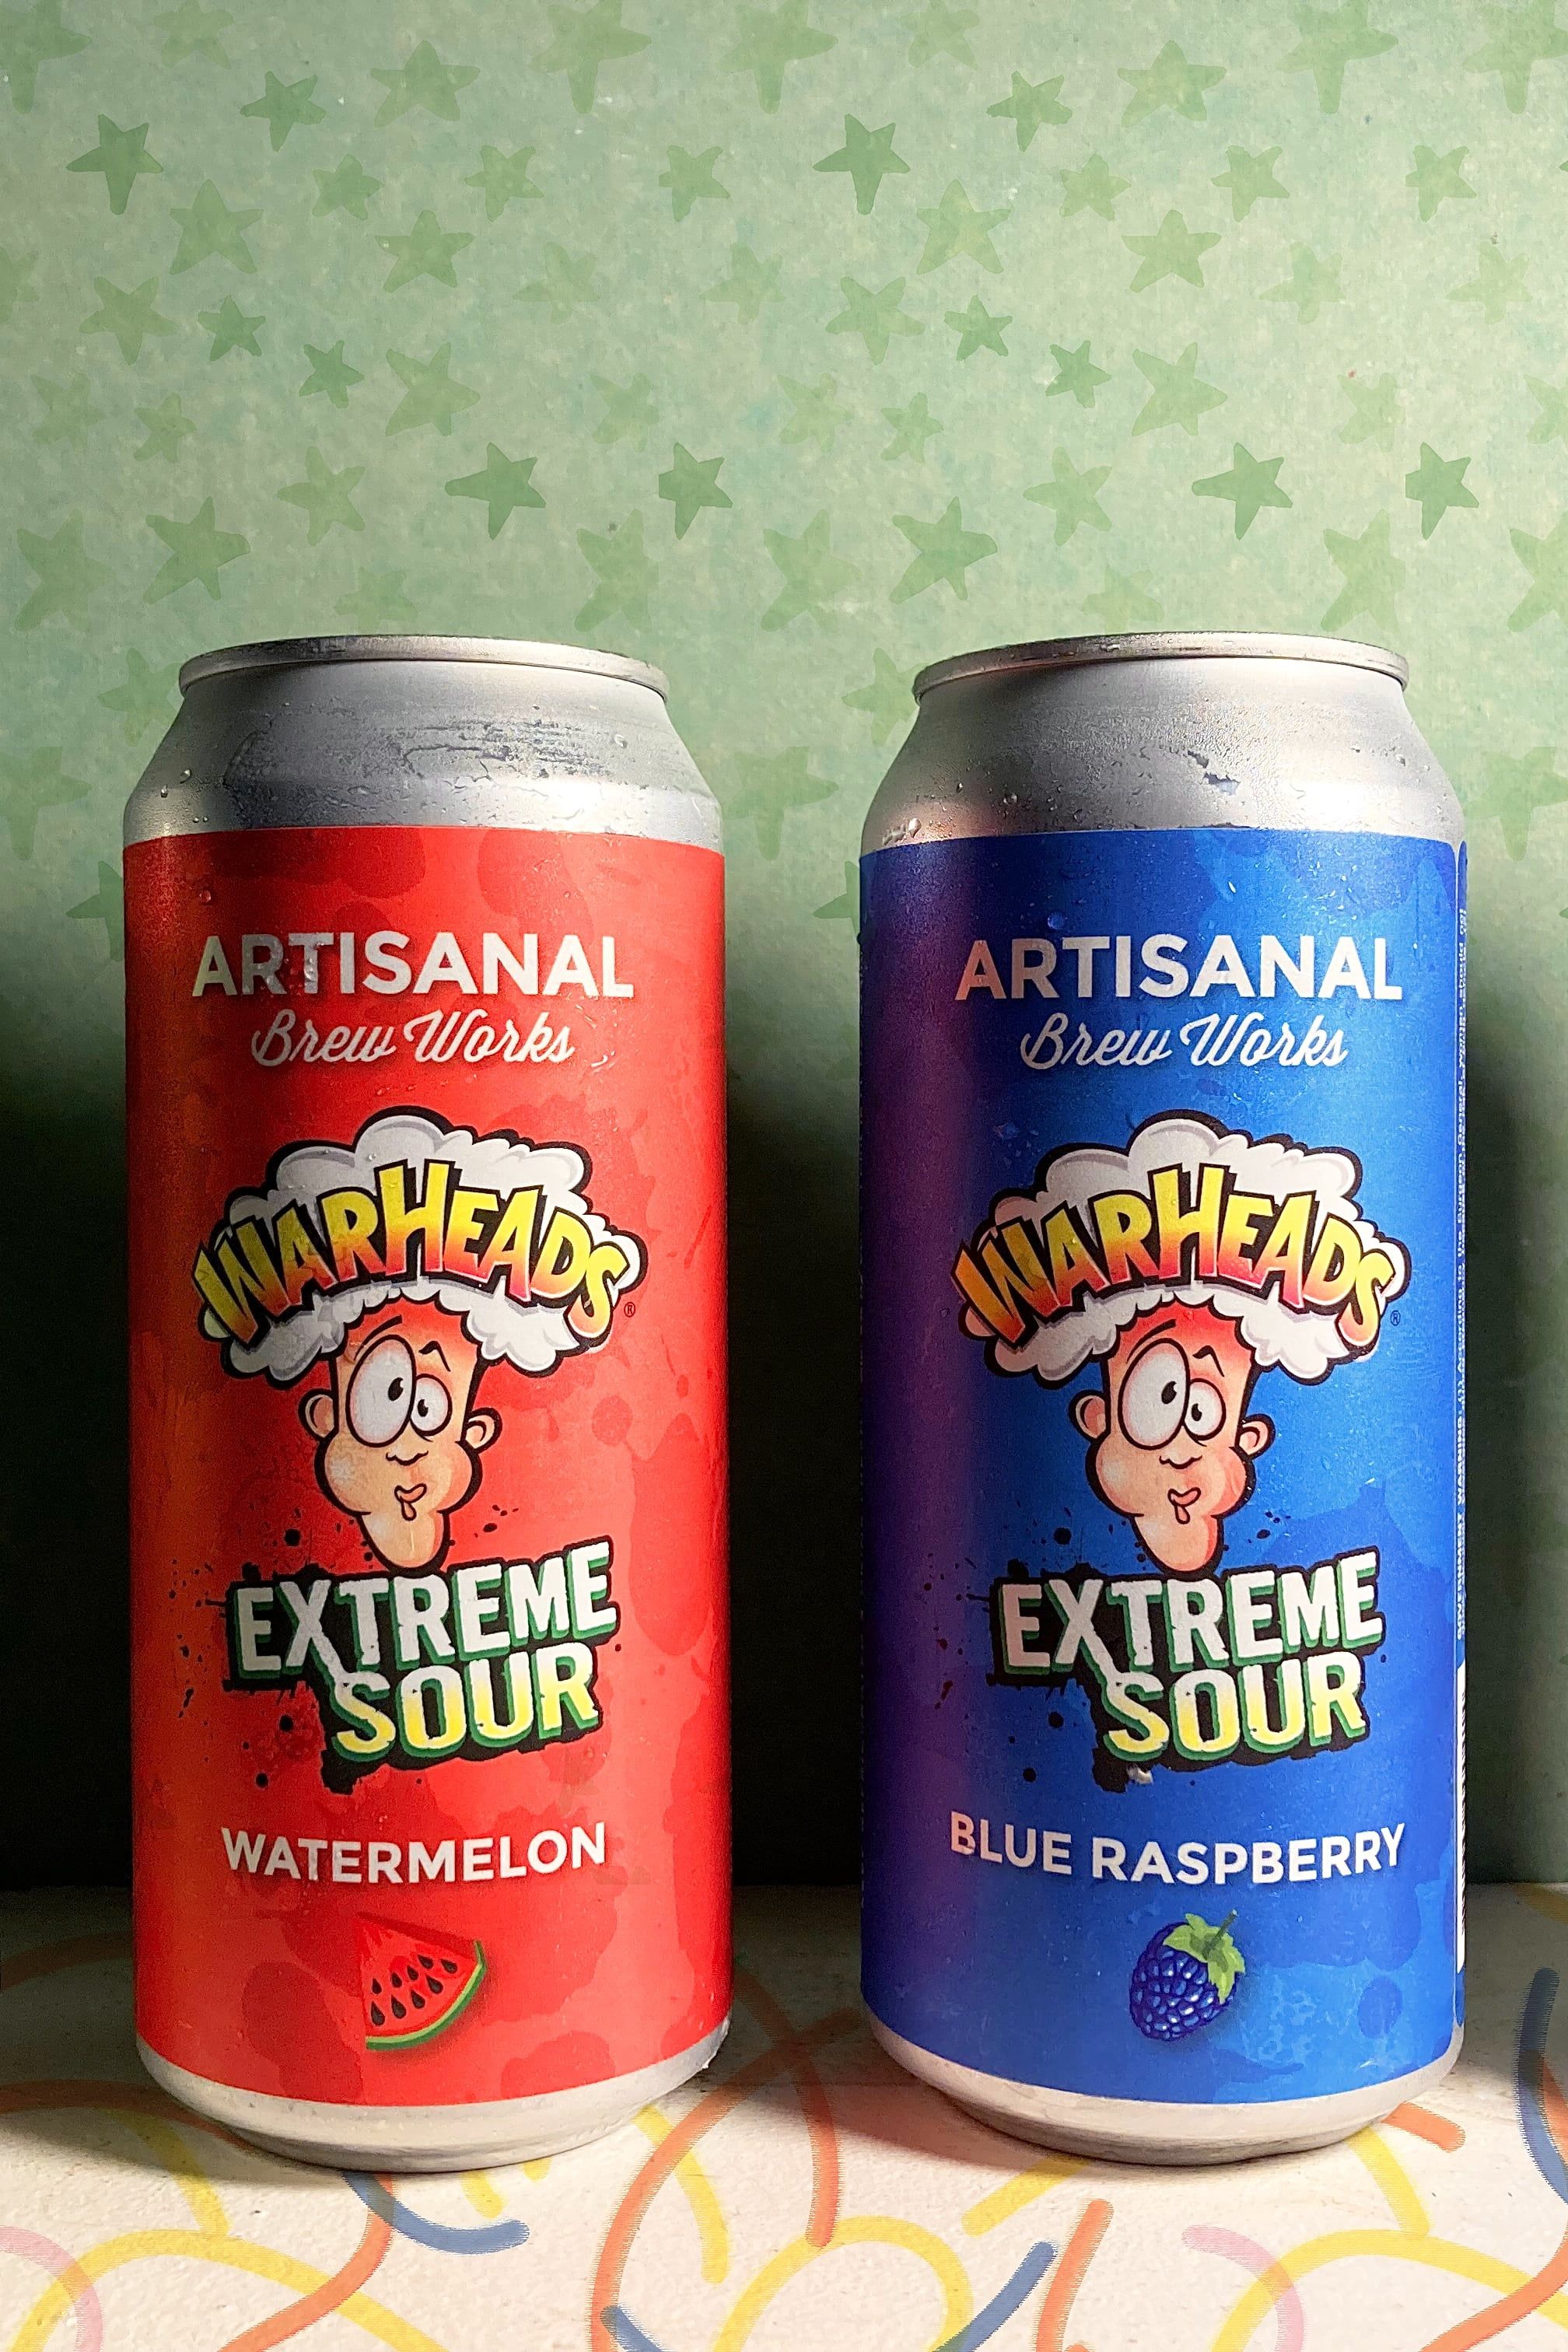 ARTISANAL
Brew Works
WARHEADS®
EXTREME
SOUR
WATERMELON
ARTISANAL
Brew Works
WARHEADS®
EXTREME
SOUR
BLUE RASPBERRY